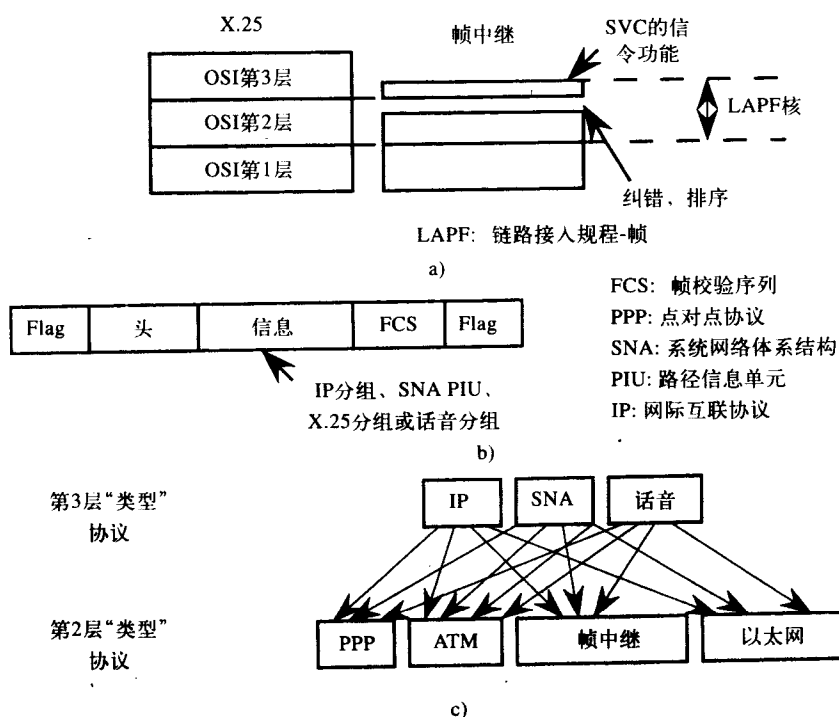 X.25
帧中继
SVC的信
令功能
OSI第3层
OSI第2层
OSI第1层
LAPF核
纠错、排序
LAPF: 链路接入规程-帧
a)
Flag 头 信息 FCS Flag
IP分组、SNA PIU、
X.25分组或话音分组
b)
FCS: 帧校验序列
PPP: 点对点协议
SNA: 系统网络体系结构
PIU: 路径信息单元
IP: 网际互联协议
第3层“类型”
协议
IP SNA 话音
第2层“类型”
协议
PPP ATM 帧中继 以太网
c)